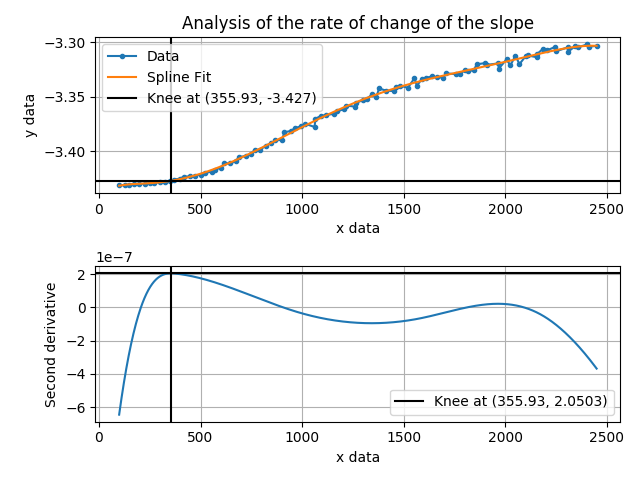 Analysis of the rate of change of the slope
y data
−3.30
−3.35
−3.40
Data
Spline Fit
Knee at (355.93, -3.427)
0 500 1000 1500 2000 2500
x data
1e−7
Second derivative
2
0
−2
−4
−6
Knee at (355.93, 2.0503)
0 500 1000 1500 2000 2500
x data